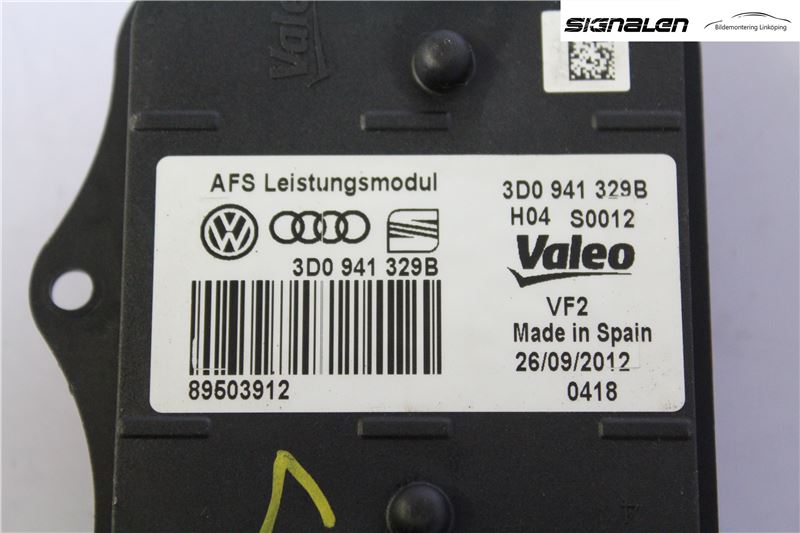 SIGNALEN
Bildemontering Linköping
Valeo
AFS Leistungsmodul
3D0 941 329B
H04 S0012
Valeo
3D0 941 329B
VF2
Made in Spain
26/09/2012
89503912
0418